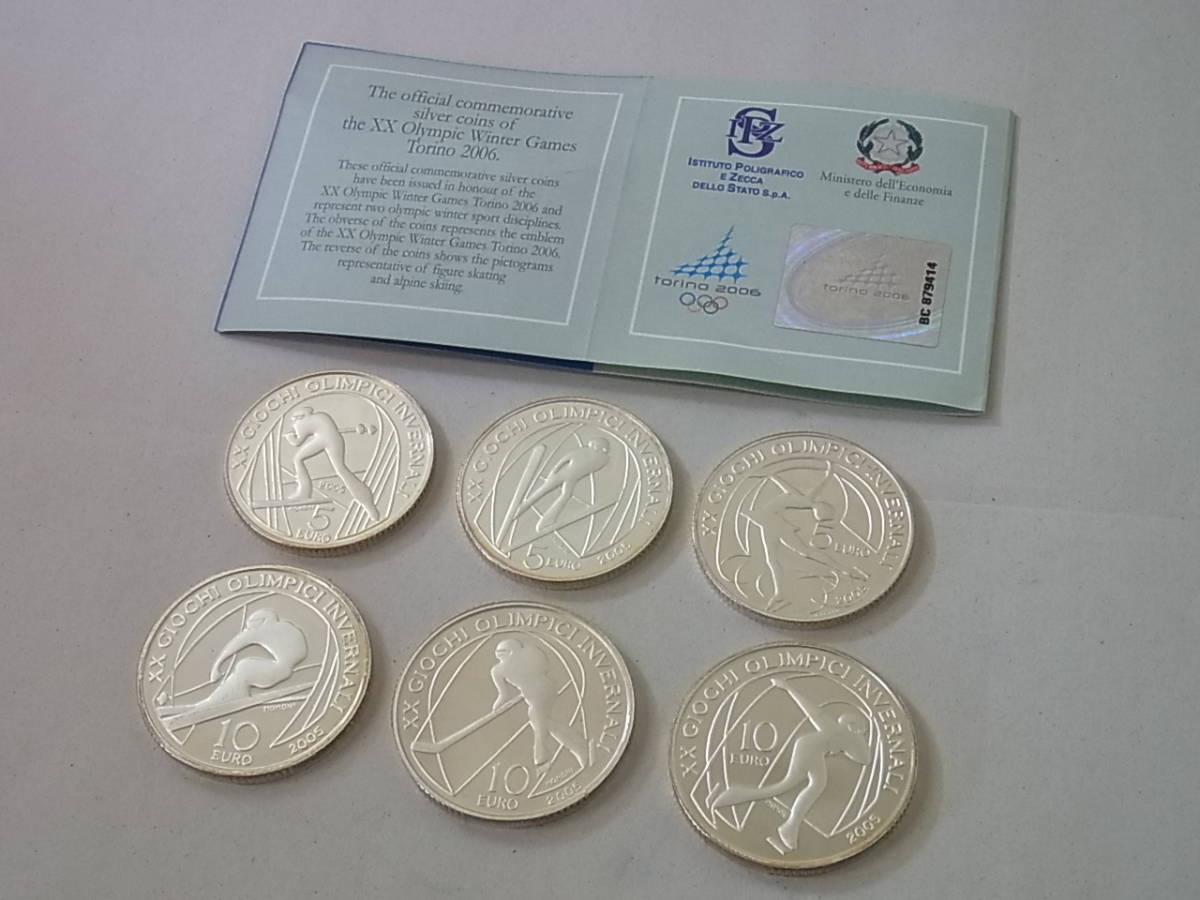 The official commemorative
silver coins of
the XX Olympic Winter Games
Torino 2006.
These official commemorative silver coins
have been issued in honour of the
XX Olympic Winter Games Torino 2006 and
represent two olympic winter sport disciplines.
The obverse of the coins represents the emblem
of the XX Olympic Winter Games Torino 2006.
The reverse of the coins shows the pictograms
representative of figure skating
and alpine skiing.
IPZS
ISTITUTO POLIGRAFICO
E ZECCA
DELLO STATO S.p.A.
Ministero dell'Economia
e delle Finanze
torino 2006
torino 2006
BC 879414
XX GIOCHI OLIMPICI INVERNALI
2005
5
EURO
XX GIOCHI OLIMPICI INVERNALI
5 EURO 2005
XX GIOCHI OLIMPICI INVERNALI
5
EURO
2005
XX GIOCHI OLIMPICI INVERNALI
MOMONI
10
EURO
2005
XX GIOCHI OLIMPICI INVERNALI
10
EURO
2005
XX GIOCHI OLIMPICI INVERNALI
10
EURO
2005